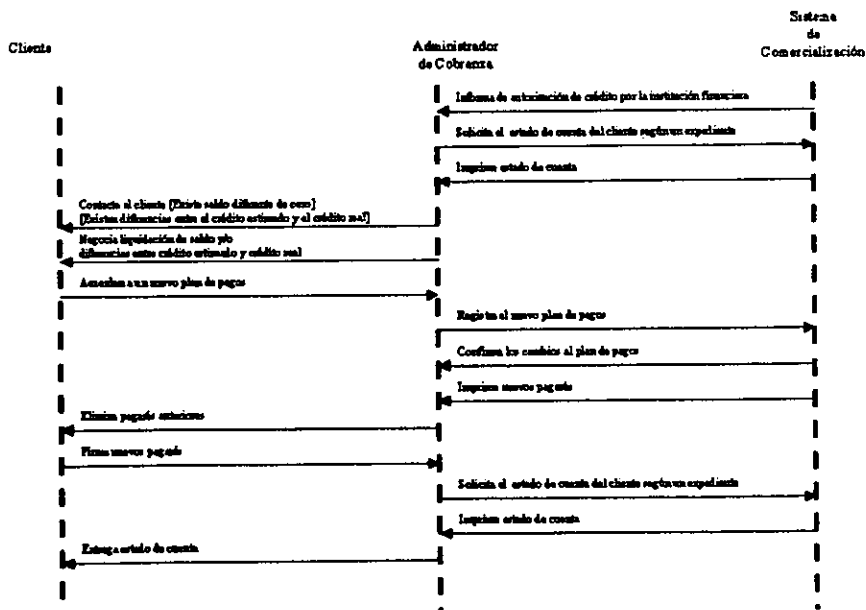 Sistema
de
Comercialización
Cliente
Administrador
de Cobranza
Informa de autorización de crédito por la institución financiera
Solicita el estado de cuenta del cliente según un expediente
Imprime estado de cuenta
Contacta al cliente [Existe saldo diferente de cero]
[Existen diferencias entre el crédito estimado y el crédito real]
Negocia liquidación de saldo y/o
diferencias entre crédito estimado y crédito real
Acuerdan a un nuevo plan de pagos
Registra el nuevo plan de pagos
Confirma los cambios al plan de pagos
Imprime nuevos pagarés
Elimina pagarés anteriores
Firma nuevos pagarés
Solicita el estado de cuenta del cliente según un expediente
Imprime estado de cuenta
Entrega estado de cuenta